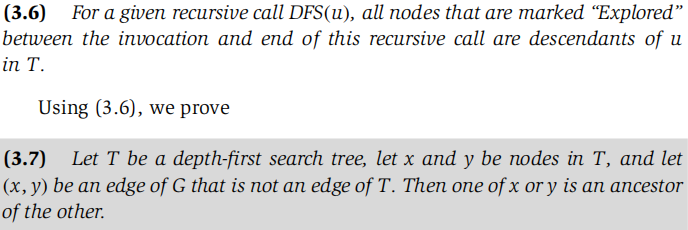 (3.6) For a given recursive call DFS(u), all nodes that are marked “Explored”
between the invocation and end of this recursive call are descendants of u
in T.
Using (3.6), we prove
(3.7) Let T be a depth-first search tree, let x and y be nodes in T, and let
(x, y) be an edge of G that is not an edge of T. Then one of x or y is an ancestor
of the other.